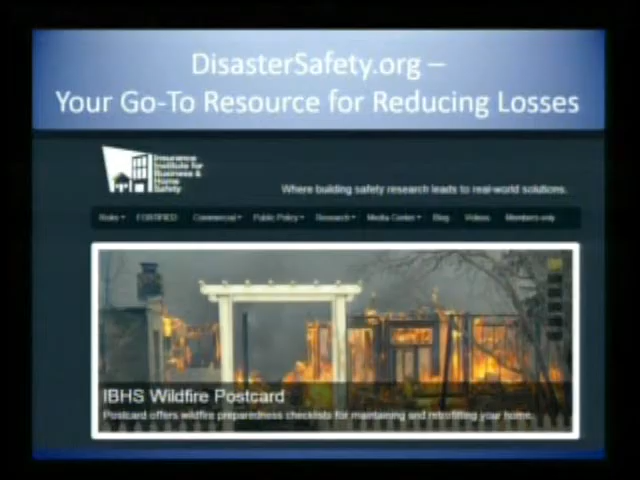 DisasterSafety.org –
Your Go-To Resource for Reducing Losses
Insurance
Institute for
Business &
Home
Safety
Where building safety research leads to real-world solutions.
Risks FORTIFIED Commercial Public Policy Research Media Center Blog Videos Members only
IBHS Wildfire Postcard
Postcard offers wildfire preparedness checklists for maintaining and retrofitting your home.